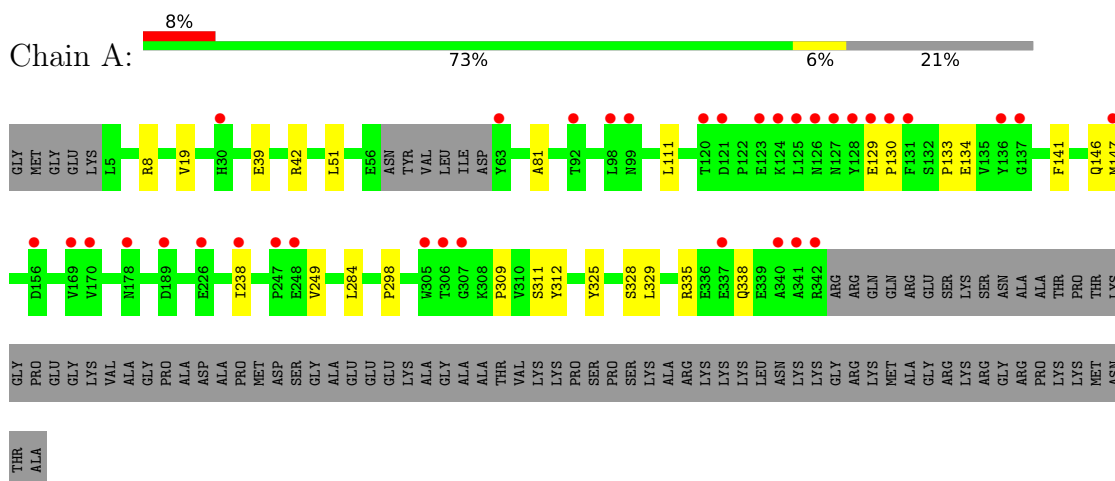 8%
Chain A:
73% 6% 21%
GLY MET GLY GLU LYS L5 R8 V19 H30 E39 R42 L51 E56 ASN TYR VAL LEU ILE ASP Y63 A81 T92 L98 N99 L111 T120 D121 P122 E123 K124 L125 N126 N127 Y128 E129 P130 F131 S132 P133 E134 V135 Y136 G137 F141 Q146 M147
D156 V169 V170 N178 D189 E226 I238 P247 E248 V249 L284 P298 W305 T306 G307 K308 P309 V310 S311 Y312 Y325 S328 L329 R335 E336 E337 Q338 E339 A340 A341 R342 ARG ARG GLN GLN ARG GLU SER LYS SER ASN ALA ALA THR PRO THR LYS
GLY PRO GLU GLY LYS VAL ALA GLY PRO ALA ASP ALA PRO MET ASP SER GLY ALA GLU GLU GLU LYS ALA GLY ALA ALA THR VAL LYS LYS PRO SER PRO SER LYS ALA ARG LYS LYS LYS LEU ASN LYS LYS GLY ARG LYS MET ALA GLY ARG LYS ARG GLY ARG PRO LYS LYS MET ASN
THR ALA